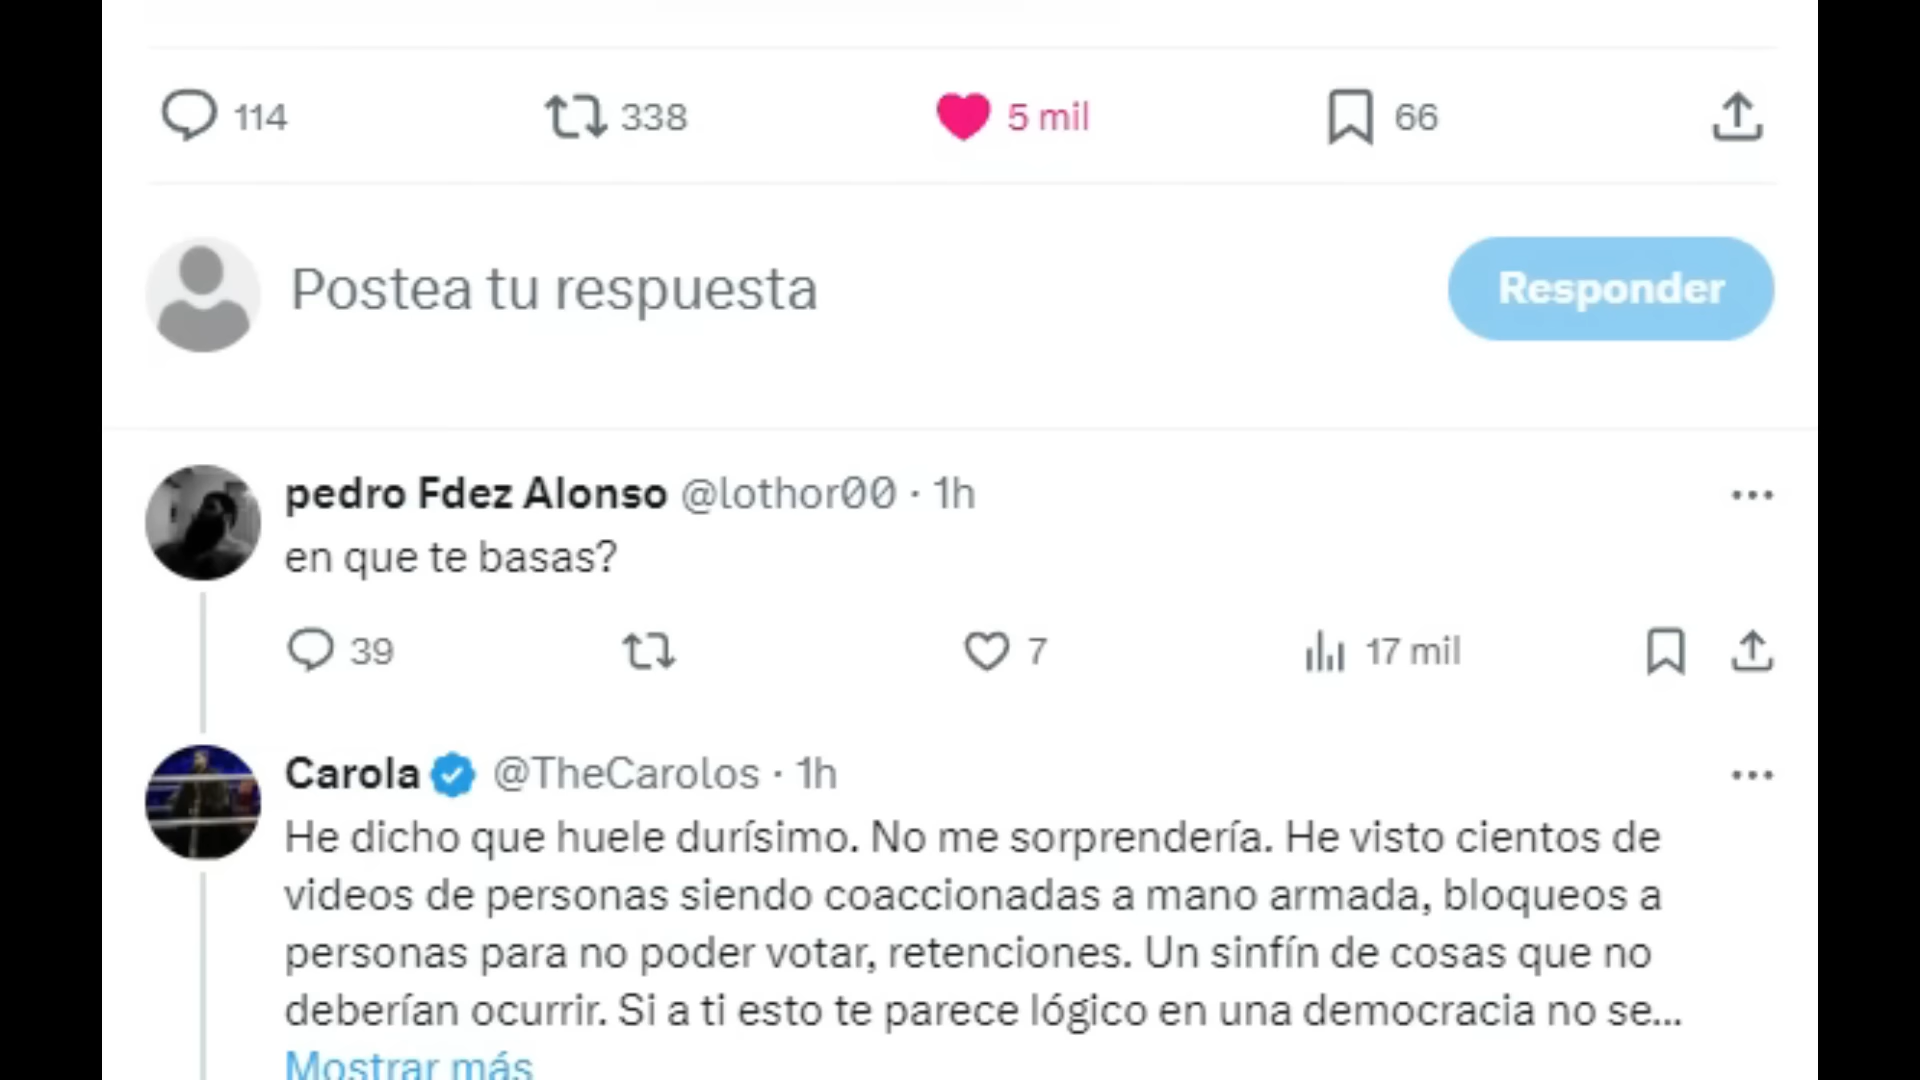 114 338 5 mil 66
Postea tu respuesta Responder
pedro Fdez Alonso @lothor00 · 1h
en que te basas?
39 7 17 mil
Carola @TheCarolos · 1h
He dicho que huele durísimo. No me sorprendería. He visto cientos de
videos de personas siendo coaccionadas a mano armada, bloqueos a
personas para no poder votar, retenciones. Un sinfín de cosas que no
deberían ocurrir. Si a ti esto te parece lógico en una democracia no se...
Mostrar más